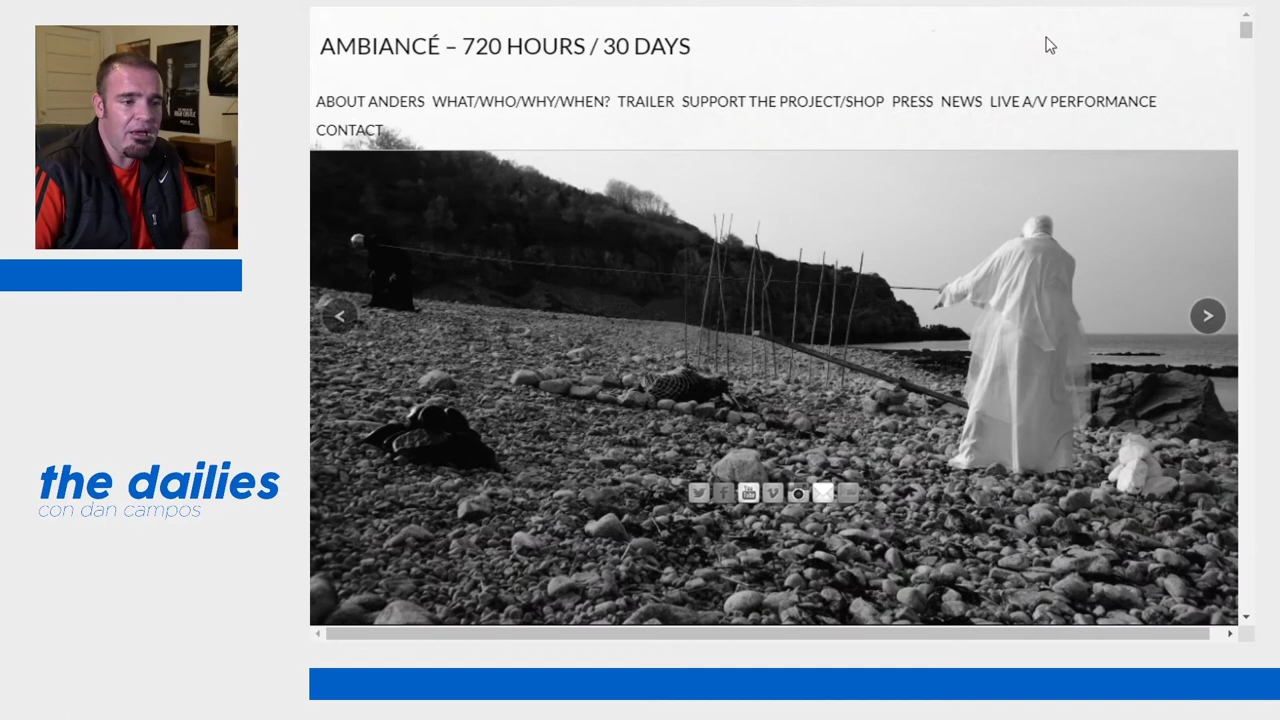 AMBIANCÉ – 720 HOURS / 30 DAYS
ABOUT ANDERS WHAT/WHO/WHY/WHEN? TRAILER SUPPORT THE PROJECT/SHOP PRESS NEWS LIVE A/V PERFORMANCE
CONTACT
the dailies
con dan campos